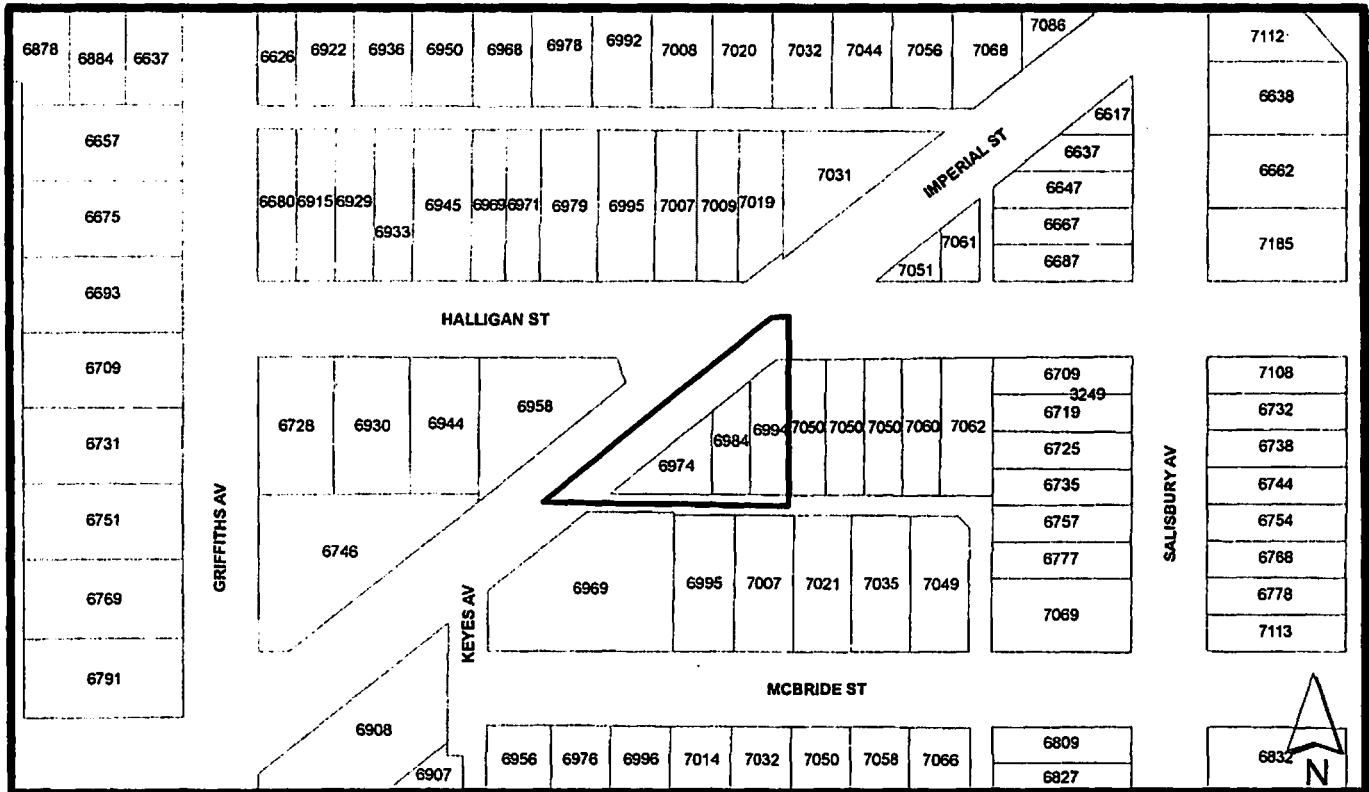 6878 6884 6637 6626 6922 6936 6950 6968 6978 6992 7008 7020 7032 7044 7056 7068 7086 7112
6638
6617
6657 6637
6662
6675 6680 6915 6929 6933 6945 6969 6971 6979 6995 7007 7009 7019 7031 IMPERIAL ST 6647
6667
7061 7185
6687
7051
6693
HALLIGAN ST
6709 6709 7108
3249
6958 6719 6732
6731 6728 6930 6944 6994 7050 7050 7050 7060 7062
6984 6725 6738
6974
6735 6744
6751 GRIFFITHS AV 6757 SALISBURY AV 6754
6746
6777 6768
6769 KEYES AV 6969 6995 7007 7021 7035 7049 6778
7069
7113
6791
MCBRIDE ST
6908
6809
6956 6976 6996 7014 7032 7050 7058 7066 6832
6907 6827 N